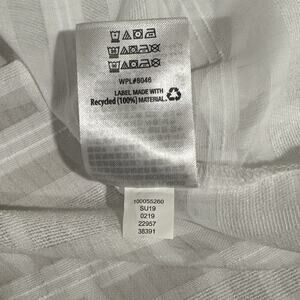 WPL#8046
LABEL MADE WITH
Recycled (100%) MATERIAL.
100055260
SU19
0219
22957
38391